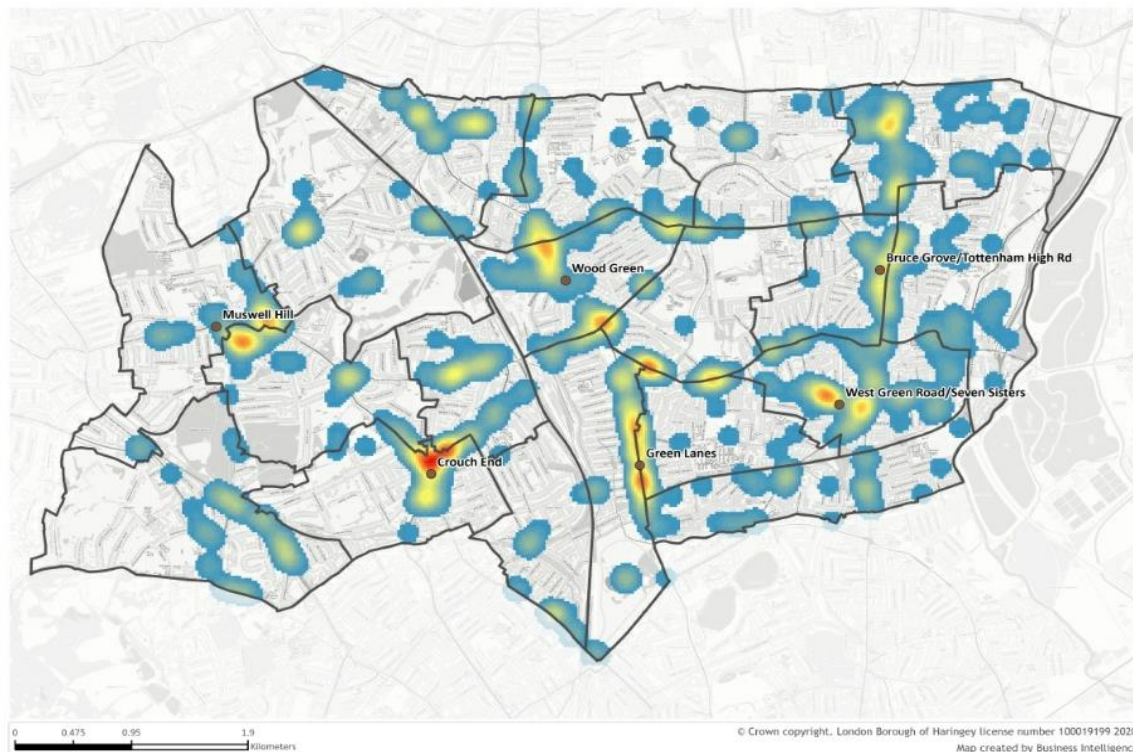 Bruce Grove/Tottenham High Rd
Wood Green
Muswell Hill
West Green Road/Seven Sisters
Green Lanes
Crouch End
0 0.475 0.95 1.9
Kilometers
© Crown copyright. London Borough of Haringey license number 100019199 202
Map created by Business Intelligenc